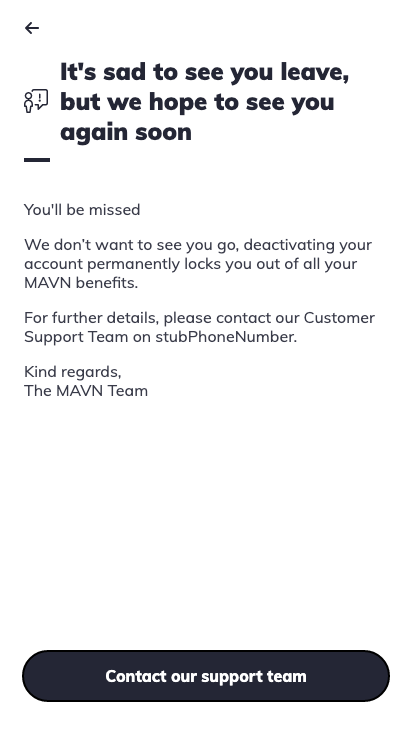 It's sad to see you leave,
but we hope to see you
again soon
You'll be missed
We don’t want to see you go, deactivating your
account permanently locks you out of all your
MAVN benefits.
For further details, please contact our Customer
Support Team on stubPhoneNumber.
Kind regards,
The MAVN Team
Contact our support team